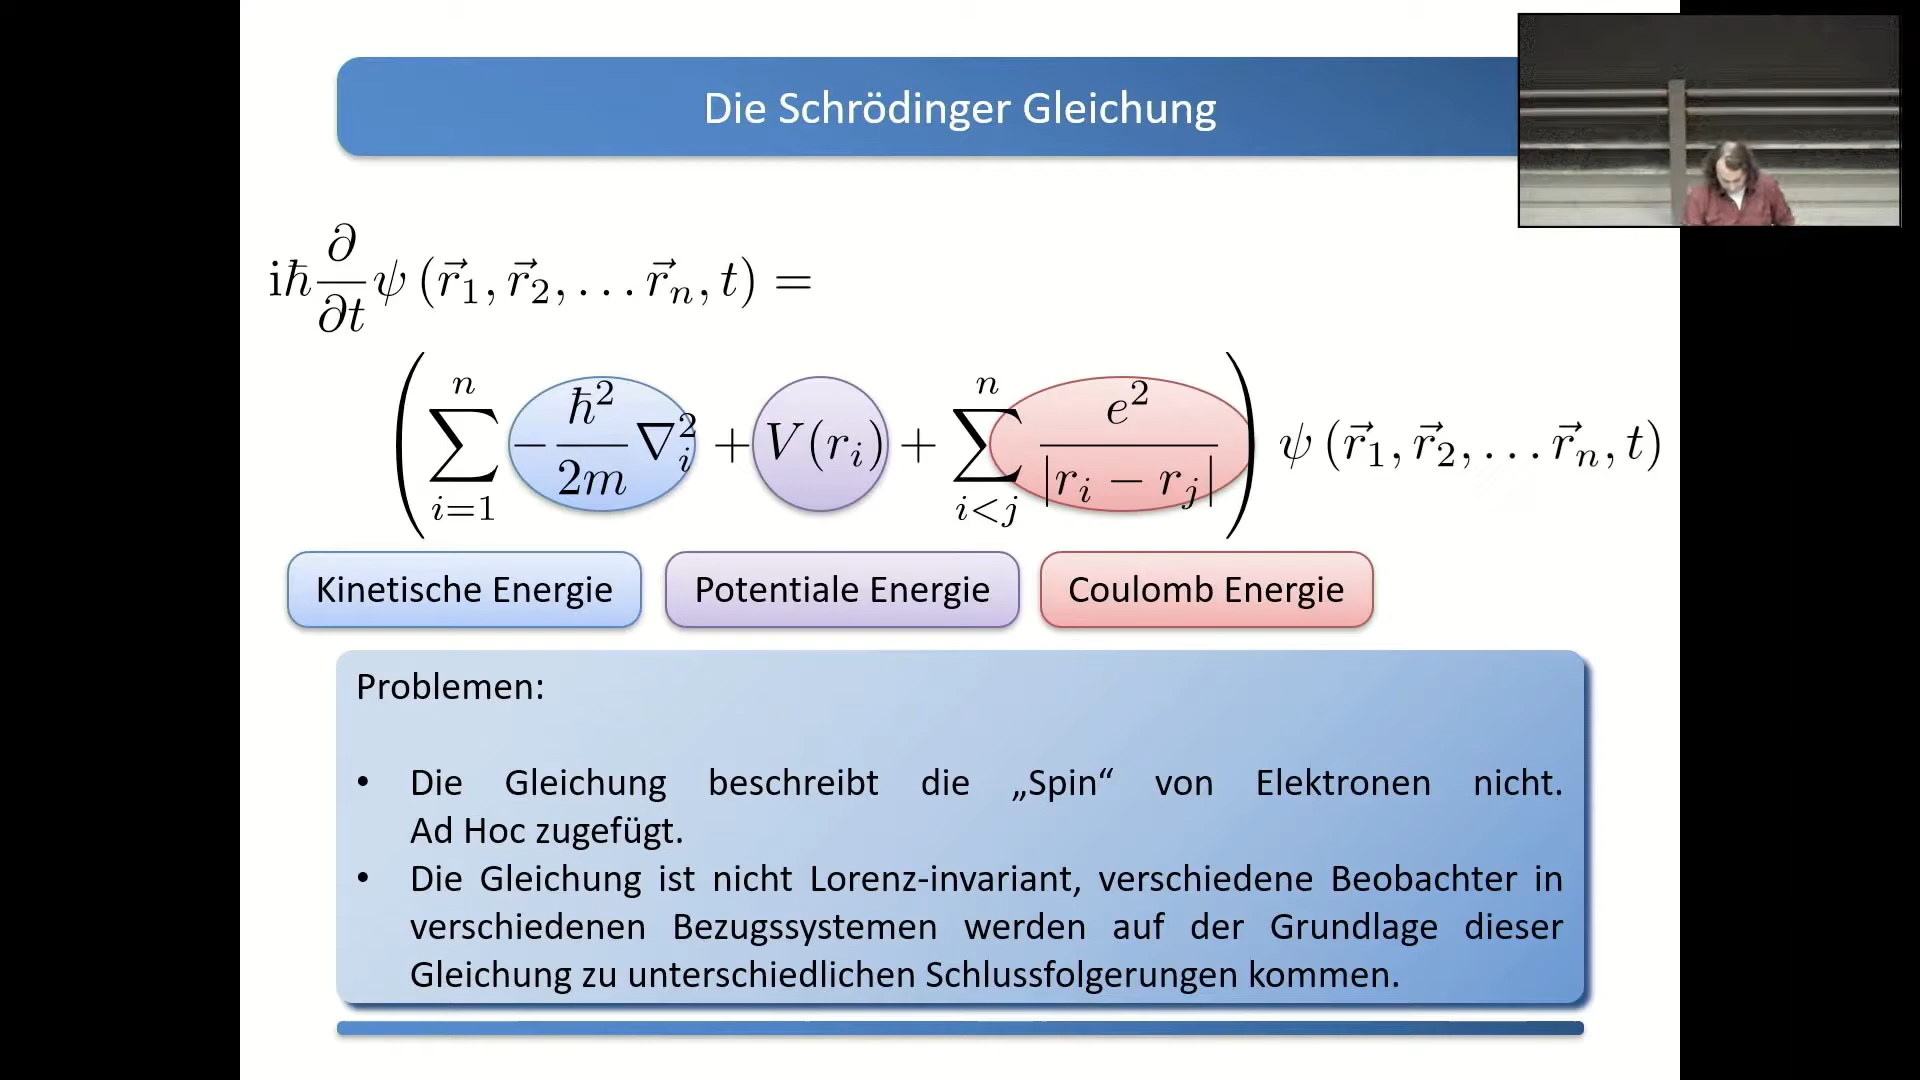 Die Schrödinger Gleichung
iħ ∂/∂t ψ (r⃗₁, r⃗₂, … r⃗ₙ, t) =
( ∑ⁿᵢ₌₁ −ħ²/2m ∇ᵢ² + V(rᵢ) + ∑ⁿᵢ<ⱼ e²/|rᵢ − rⱼ| ) ψ (r⃗₁, r⃗₂, … r⃗ₙ, t)
Kinetische Energie Potentiale Energie Coulomb Energie
Problemen:
• Die Gleichung beschreibt die „Spin“ von Elektronen nicht.
Ad Hoc zugefügt.
• Die Gleichung ist nicht Lorenz-invariant, verschiedene Beobachter in
verschiedenen Bezugssystemen werden auf der Grundlage dieser
Gleichung zu unterschiedlichen Schlussfolgerungen kommen.